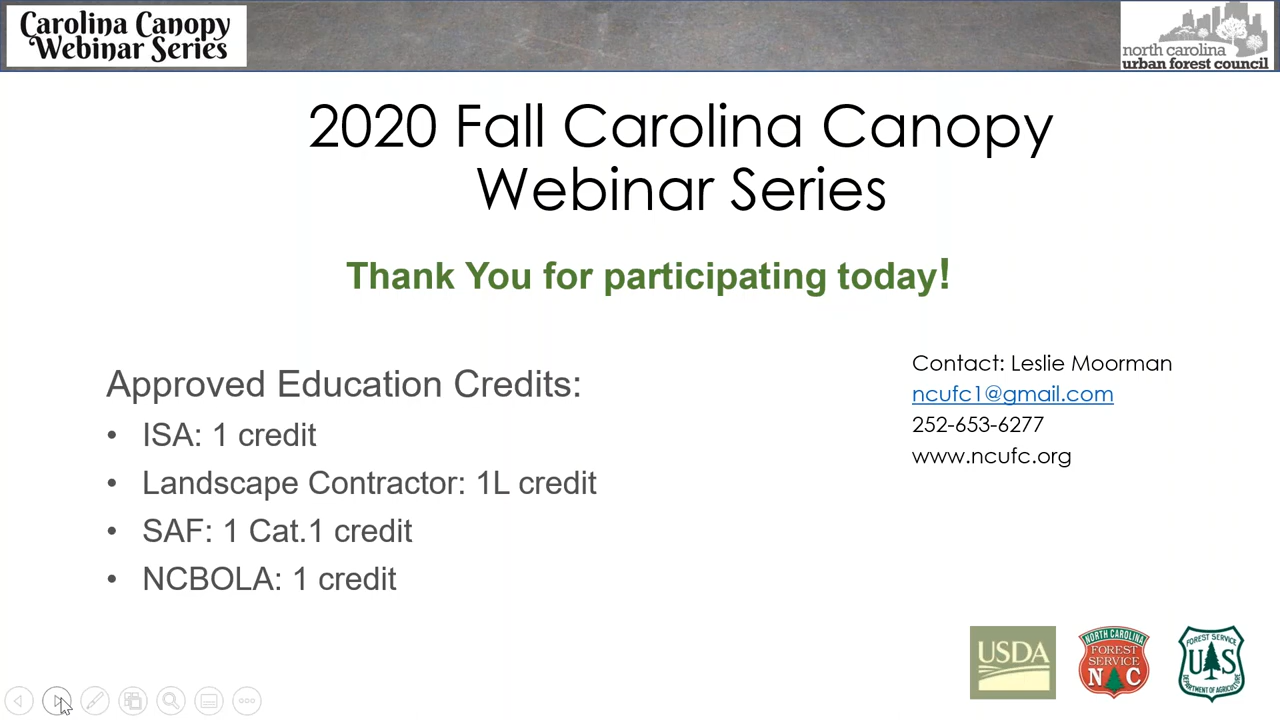 Carolina Canopy
Webinar Series
north carolina
urban forest council
2020 Fall Carolina Canopy
Webinar Series
Thank You for participating today!
Approved Education Credits:
• ISA: 1 credit
• Landscape Contractor: 1L credit
• SAF: 1 Cat.1 credit
• NCBOLA: 1 credit
Contact: Leslie Moorman
ncufc1@gmail.com
252-653-6277
www.ncufc.org
USDA
NORTH CAROLINA
FOREST
SERVICE
N C
FOREST SERVICE
U S
DEPARTMENT OF AGRICULTURE